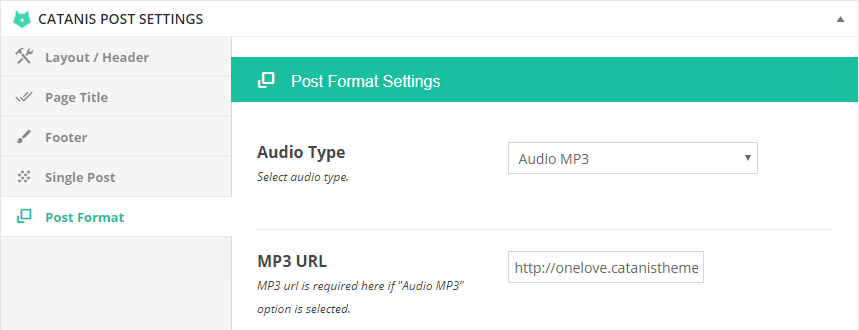 CATANIS POST SETTINGS
Layout / Header
Page Title
Footer
Single Post
Post Format
Post Format Settings
Audio Type
Select audio type.
Audio MP3
MP3 URL
MP3 url is required here if "Audio MP3"
option is selected.
http://onelove.catanistheme